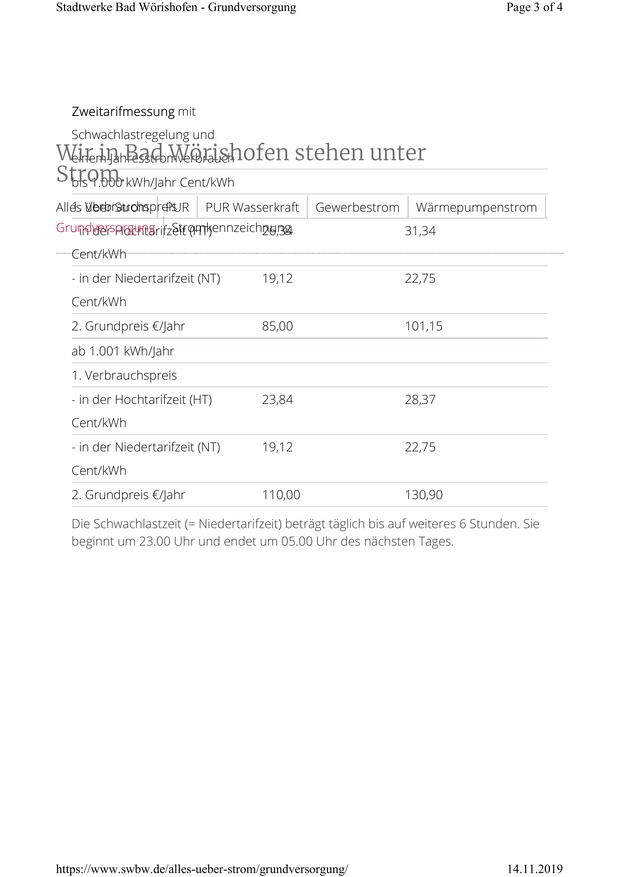 Stadtwerke Bad Wörishofen - Grundversorgung
Page 3 of 4
Zweitarifmessung mit
Schwachlastregelung und
Wir in Bad Wörishofen stehen unter
einem Jahresstromverbrauch
Strom
bis 1.000 kWh/Jahr Cent/kWh
Alles über Strom PUR PUR Wasserkraft Gewerbestrom Wärmepumpenstrom
1. Verbrauchspreis
Grundversorgung Stromkennzeichnung
- in der Hochtarifzeit (HT) 26,34 31,34
Cent/kWh
- in der Niedertarifzeit (NT) 19,12 22,75
Cent/kWh
2. Grundpreis €/Jahr 85,00 101,15
ab 1.001 kWh/Jahr
1. Verbrauchspreis
- in der Hochtarifzeit (HT) 23,84 28,37
Cent/kWh
- in der Niedertarifzeit (NT) 19,12 22,75
Cent/kWh
2. Grundpreis €/Jahr 110,00 130,90
Die Schwachlastzeit (= Niedertarifzeit) beträgt täglich bis auf weiteres 6 Stunden. Sie
beginnt um 23.00 Uhr und endet um 05.00 Uhr des nächsten Tages.
https://www.swbw.de/alles-ueber-strom/grundversorgung/
14.11.2019